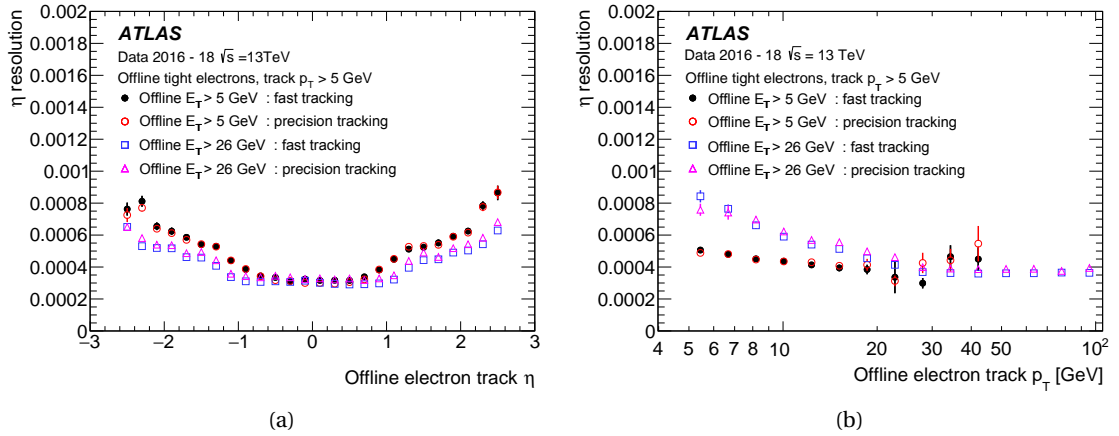 η resolution
0.002
0.0018
0.0016
0.0014
0.0012
0.001
0.0008
0.0006
0.0004
0.0002
0
ATLAS
Data 2016 - 18 √s =13TeV
Offline tight electrons, track p_T > 5 GeV
Offline E_T > 5 GeV : fast tracking
Offline E_T > 5 GeV : precision tracking
Offline E_T > 26 GeV : fast tracking
Offline E_T > 26 GeV : precision tracking
−3 −2 −1 0 1 2 3
Offline electron track η
(a)
η resolution
0.002
0.0018
0.0016
0.0014
0.0012
0.001
0.0008
0.0006
0.0004
0.0002
0
ATLAS
Data 2016 - 18 √s = 13 TeV
Offline tight electrons, track p_T > 5 GeV
Offline E_T > 5 GeV : fast tracking
Offline E_T > 5 GeV : precision tracking
Offline E_T > 26 GeV : fast tracking
Offline E_T > 26 GeV : precision tracking
4 5 6 7 8 10 20 30 40 50 10²
Offline electron track p_T [GeV]
(b)